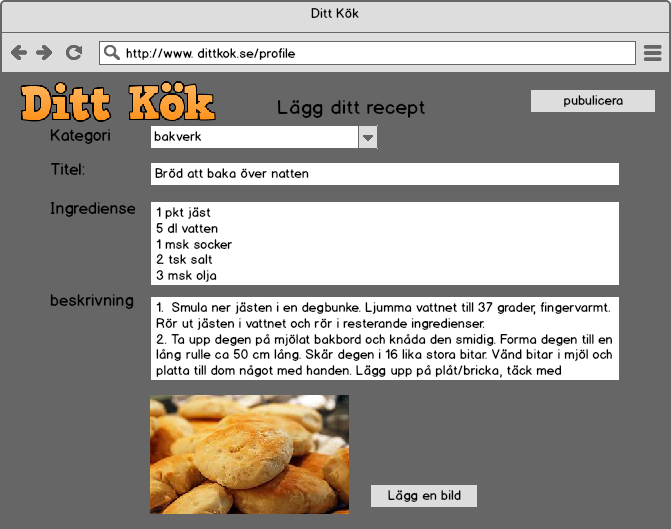 Ditt Kök
http://www. dittkok.se/profile
Ditt Kök
Lägg ditt recept
pubulicera
Kategori
bakverk
Titel:
Bröd att baka över natten
Ingrediense
1 pkt jäst
5 dl vatten
1 msk socker
2 tsk salt
3 msk olja
beskrivning
1. Smula ner jästen i en degbunke. Ljumma vattnet till 37 grader, fingervarmt.
Rör ut jästen i vattnet och rör i resterande ingredienser.
2. Ta upp degen på mjölat bakbord och knåda den smidig. Forma degen till en
lång rulle ca 50 cm lång. Skär degen i 16 lika stora bitar. Vänd bitar i mjöl och
platta till dom något med handen. Lägg upp på plåt/bricka, täck med
Lägg en bild